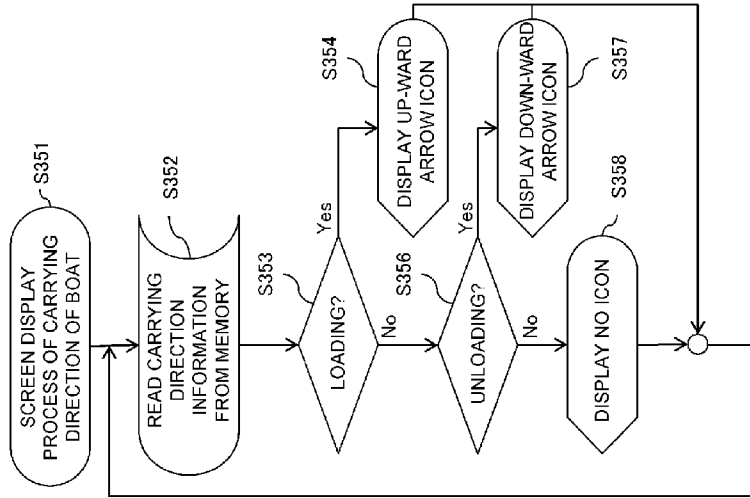 S351
SCREEN DISPLAY
PROCESS OF CARRYING
DIRECTION OF BOAT
S352
READ CARRYING
DIRECTION
INFORMATION
FROM MEMORY
S353
LOADING?
Yes
No
S354
DISPLAY UP-WARD
ARROW ICON
S356
UNLOADING?
Yes
No
S357
DISPLAY DOWN-WARD
ARROW ICON
S358
DISPLAY NO ICON